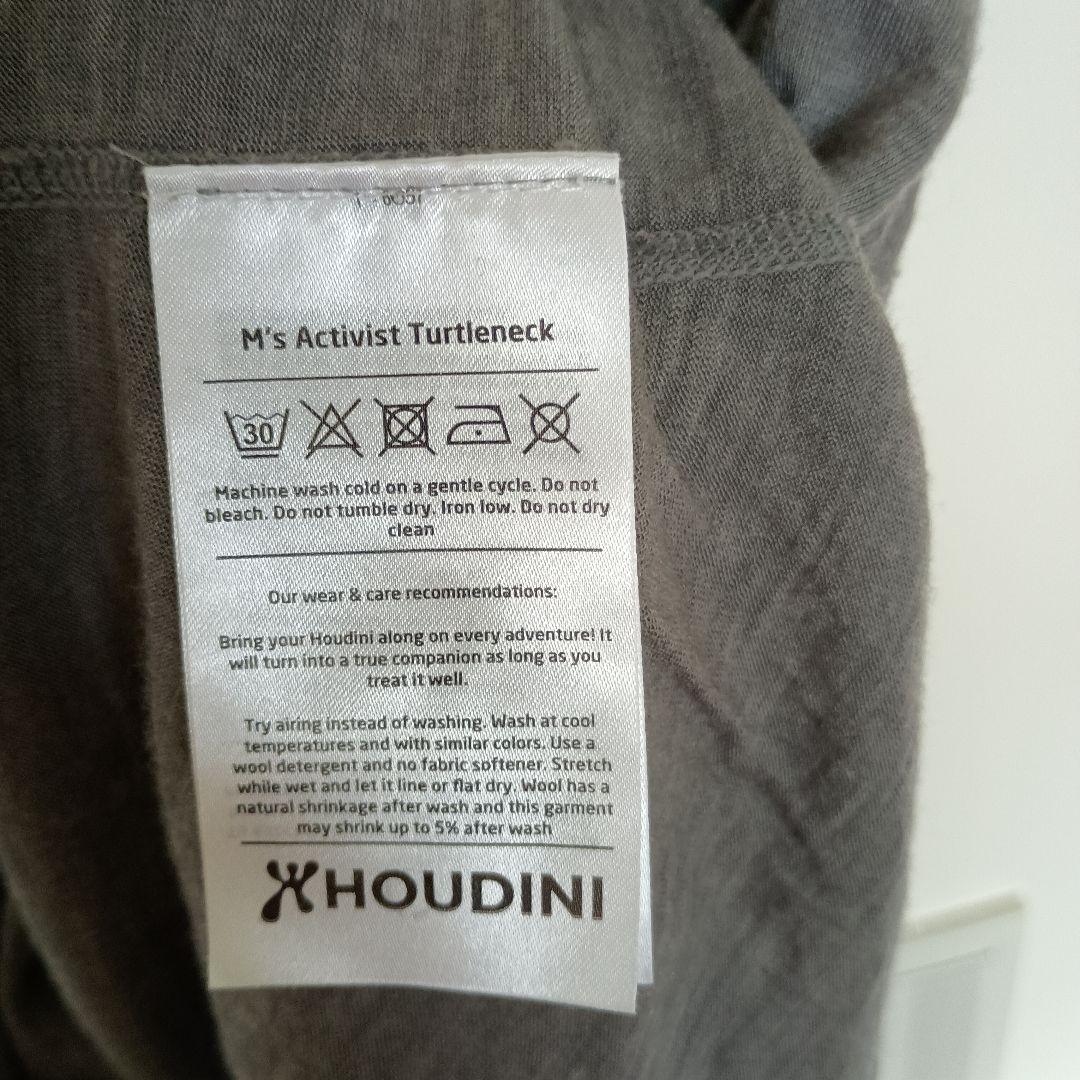 M's Activist Turtleneck
30
Machine wash cold on a gentle cycle. Do not
bleach. Do not tumble dry. Iron low. Do not dry
clean
Our wear & care recommendations:
Bring your Houdini along on every adventure! It
will turn into a true companion as long as you
treat it well.
Try airing instead of washing. Wash at cool
temperatures and with similar colors. Use a
wool detergent and no fabric softener. Stretch
while wet and let it line or flat dry. Wool has a
natural shrinkage after wash and this garment
may shrink up to 5% after wash
HOUDINI